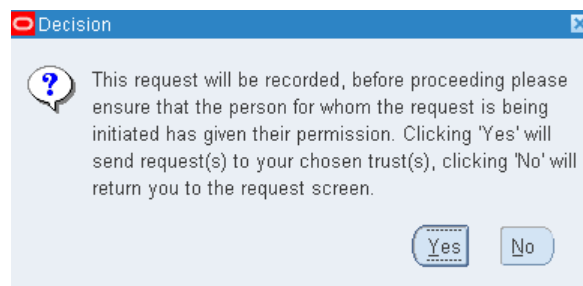 Decision
This request will be recorded, before proceeding please
ensure that the person for whom the request is being
initiated has given their permission. Clicking 'Yes' will
send request(s) to your chosen trust(s), clicking 'No' will
return you to the request screen.
Yes No